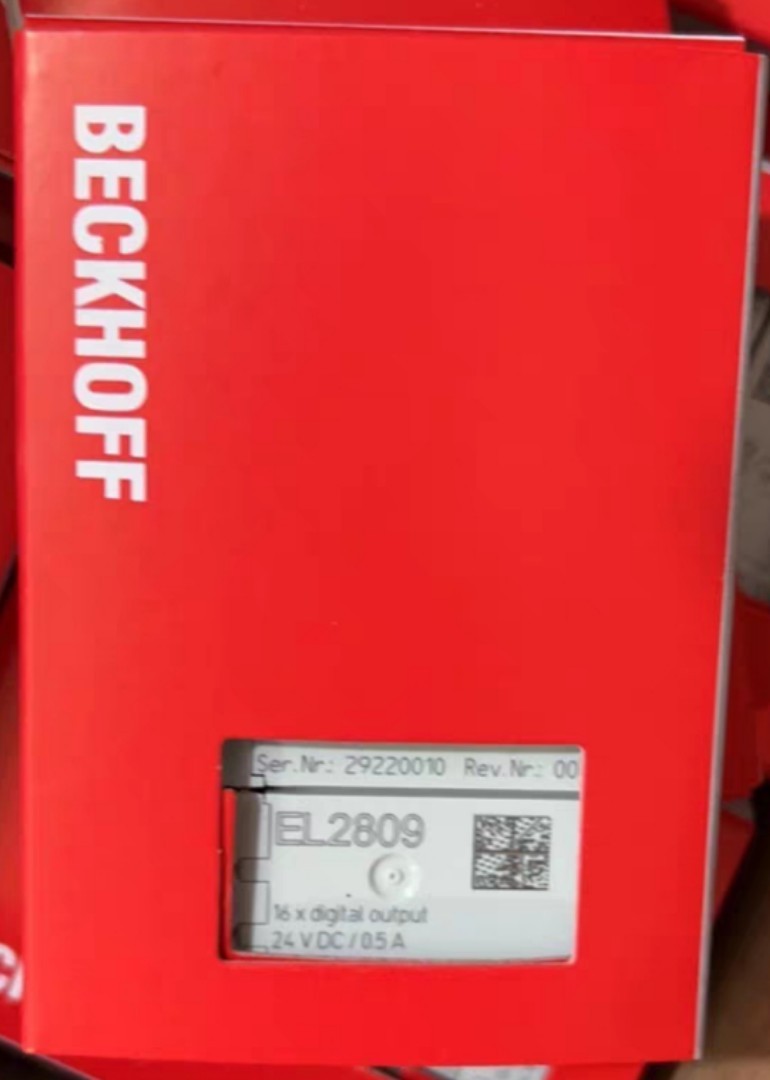 BECKHOFF
Ser.Nr.: 29220010 Rev.Nr.: 00
EL2809
16 x digital output
24 V DC / 0.5 A